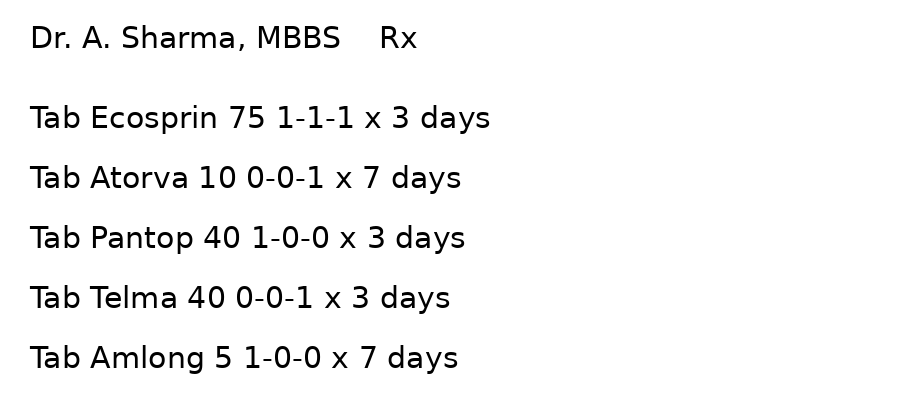 Dr. A. Sharma, MBBS    Rx
Tab Ecosprin 75 1-1-1 x 3 days
Tab Atorva 10 0-0-1 x 7 days
Tab Pantop 40 1-0-0 x 3 days
Tab Telma 40 0-0-1 x 3 days
Tab Amlong 5 1-0-0 x 7 days